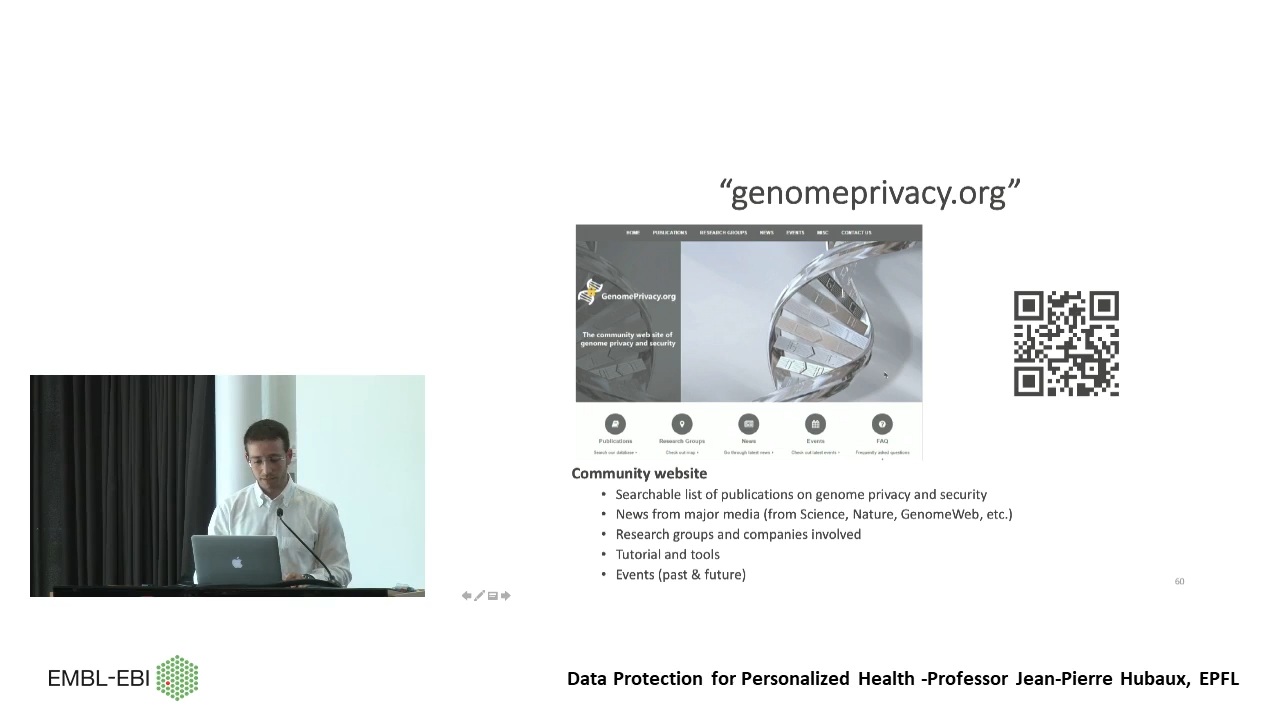 “genomeprivacy.org”
HOME PUBLICATIONS RESEARCH GROUPS NEWS EVENTS MISC CONTACT US
GenomePrivacy.org
The community web site of
genome privacy and security
Publications Research Groups News Events FAQ
Search our database › Check our map › Go through latest news › Check out latest events › Frequently asked questions
Community website
• Searchable list of publications on genome privacy and security
• News from major media (from Science, Nature, GenomeWeb, etc.)
• Research groups and companies involved
• Tutorial and tools
• Events (past & future)
60
EMBL-EBI
Data Protection for Personalized Health -Professor Jean-Pierre Hubaux, EPFL